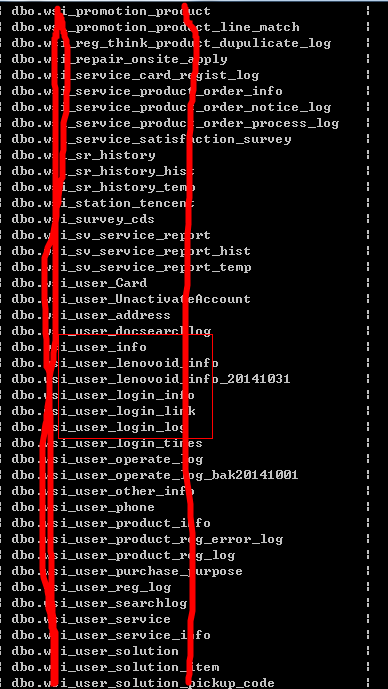 ¦ dbo.wsi_promotion_product ¦
¦ dbo.wsi_promotion_product_line_match ¦
¦ dbo.wsi_reg_think_product_dupulicate_log ¦
¦ dbo.wsi_repair_onsite_apply ¦
¦ dbo.wsi_service_card_regist_log ¦
¦ dbo.wsi_service_product_order_info ¦
¦ dbo.wsi_service_product_order_notice_log ¦
¦ dbo.wsi_service_product_order_process_log ¦
¦ dbo.wsi_service_satisfaction_survey ¦
¦ dbo.wsi_sr_history ¦
¦ dbo.wsi_sr_history_hist ¦
¦ dbo.wsi_sr_history_temp ¦
¦ dbo.wsi_station_tencent ¦
¦ dbo.wsi_survey_cds ¦
¦ dbo.wsi_sv_service_report ¦
¦ dbo.wsi_sv_service_report_hist ¦
¦ dbo.wsi_sv_service_report_temp ¦
¦ dbo.wsi_user_Card ¦
¦ dbo.wsi_user_UnactivateAccount ¦
¦ dbo.wsi_user_address ¦
¦ dbo.wsi_user_docsearchlog ¦
¦ dbo.wsi_user_info ¦
¦ dbo.wsi_user_lenovoid_info ¦
¦ dbo.wsi_user_lenovoid_info_20141031 ¦
¦ dbo.wsi_user_login_info ¦
¦ dbo.wsi_user_login_link ¦
¦ dbo.wsi_user_login_log ¦
¦ dbo.wsi_user_login_times ¦
¦ dbo.wsi_user_operate_log ¦
¦ dbo.wsi_user_operate_log_bak20141001 ¦
¦ dbo.wsi_user_other_info ¦
¦ dbo.wsi_user_phone ¦
¦ dbo.wsi_user_product_info ¦
¦ dbo.wsi_user_product_reg_error_log ¦
¦ dbo.wsi_user_product_reg_log ¦
¦ dbo.wsi_user_purchase_purpose ¦
¦ dbo.wsi_user_reg_log ¦
¦ dbo.wsi_user_searchlog ¦
¦ dbo.wsi_user_service ¦
¦ dbo.wsi_user_service_info ¦
¦ dbo.wsi_user_solution ¦
¦ dbo.wsi_user_solution_item ¦
¦ dbo.wsi_user_solution_pickup_code ¦